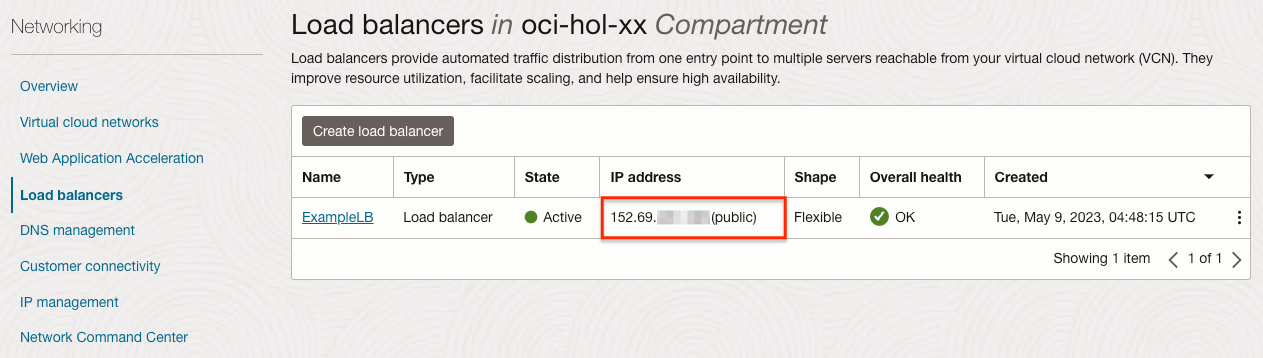 Networking
Overview
Virtual cloud networks
Web Application Acceleration
Load balancers
DNS management
Customer connectivity
IP management
Network Command Center
Load balancers in oci-hol-xx Compartment
Load balancers provide automated traffic distribution from one entry point to multiple servers reachable from your virtual cloud network (VCN). They
improve resource utilization, facilitate scaling, and help ensure high availability.
Create load balancer
Name Type State IP address Shape Overall health Created
ExampleLB Load balancer Active 152.69. (public) Flexible OK Tue, May 9, 2023, 04:48:15 UTC
Showing 1 item 1 of 1